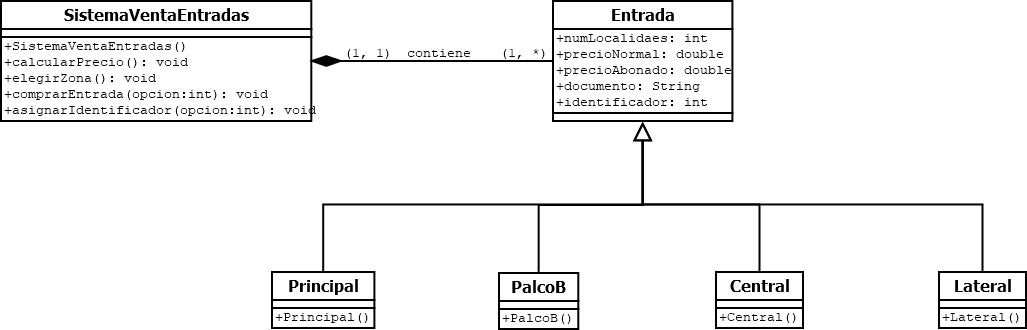 SistemaVentaEntradas
+SistemaVentaEntradas()
+calcularPrecio(): void
+elegirZona(): void
+comprarEntrada(opcion:int): void
+asignarIdentificador(opcion:int): void
(1, 1) contiene (1, *)
Entrada
+numLocalidaes: int
+precioNormal: double
+precioAbonado: double
+documento: String
+identificador: int
Principal
+Principal()
PalcoB
+PalcoB()
Central
+Central()
Lateral
+Lateral()